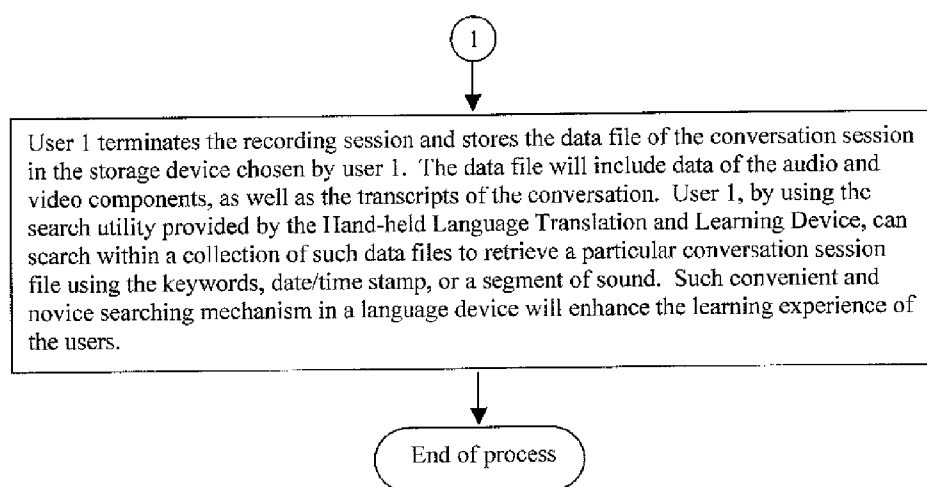 1
User 1 terminates the recording session and stores the data file of the conversation session
in the storage device chosen by user 1. The data file will include data of the audio and
video components, as well as the transcripts of the conversation. User 1, by using the
search utility provided by the Hand-held Language Translation and Learning Device, can
search within a collection of such data files to retrieve a particular conversation session
file using the keywords, date/time stamp, or a segment of sound. Such convenient and
novice searching mechanism in a language device will enhance the learning experience of
the users.
End of process